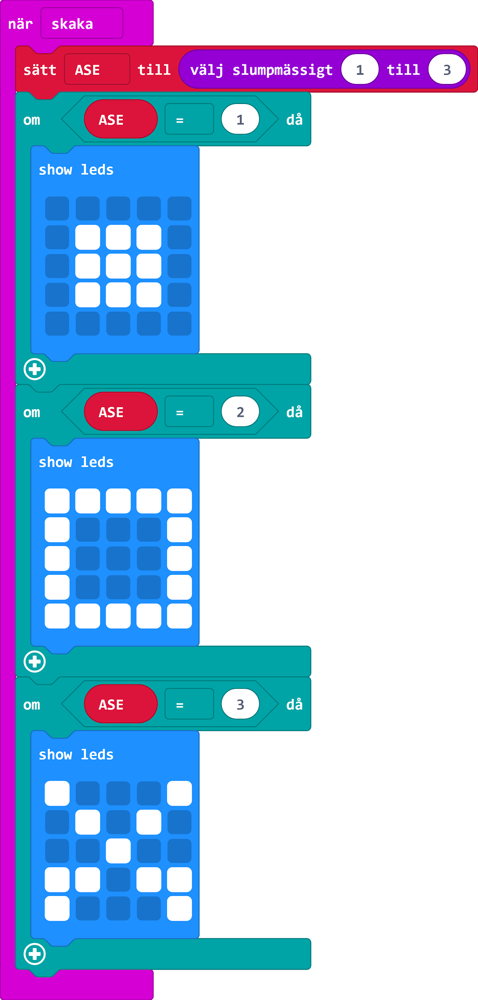 när skaka
sätt ASE till välj slumpmässigt 1 till 3
om ASE = 1 då
show leds
om ASE = 2 då
show leds
om ASE = 3 då
show leds